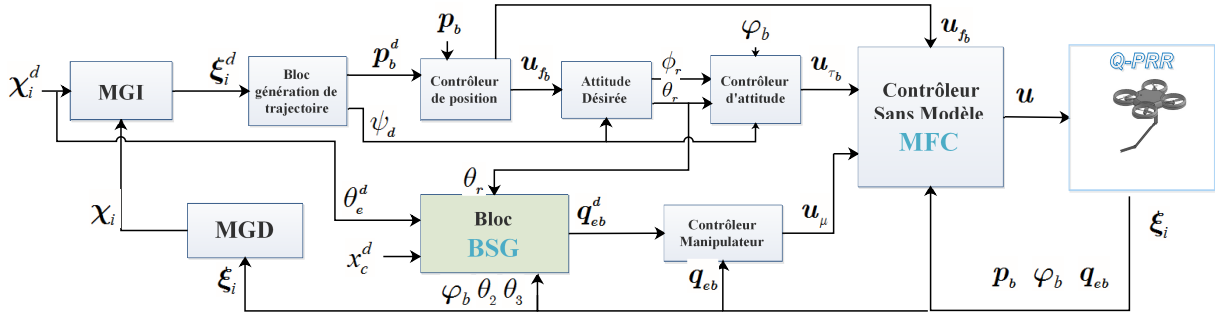 χ_i^d
MGI
ξ_i^d
Bloc
génération de
trajectoire
p_b^d
ψ_d
p_b
Contrôleur
de position
u_{f_b}
Attitude
Désirée
ϕ_r
θ_r
φ_b
Contrôleur
d'attitude
u_{τ_b}
u_{f_b}
Contrôleur
Sans Modèle
MFC
u
Q-PRR
χ_i
MGD
ξ_i
θ_e^d
x_c^d
θ_r
Bloc
BSG
φ_b θ_2 θ_3
q_{eb}^d
Contrôleur
Manipulateur
q_{eb}
u_μ
ξ_i
p_b φ_b q_{eb}